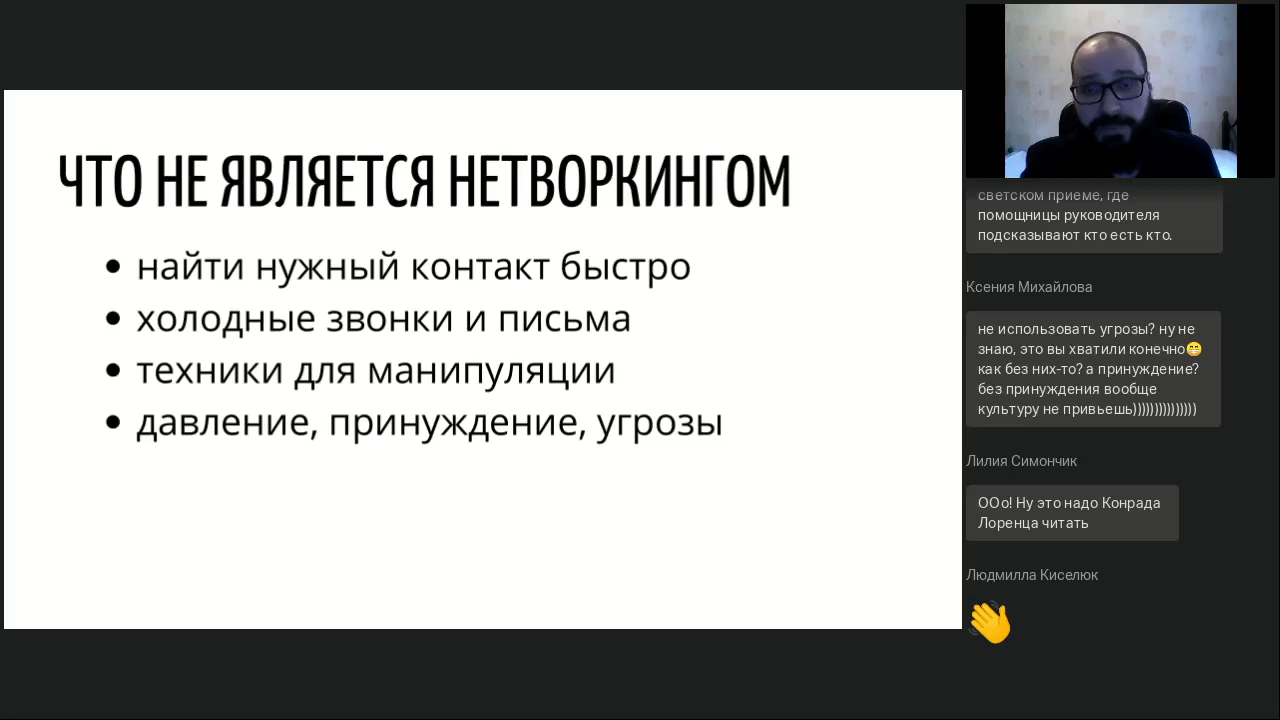 ЧТО НЕ ЯВЛЯЕТСЯ НЕТВОРКИНГОМ
• найти нужный контакт быстро
• холодные звонки и письма
• техники для манипуляции
• давление, принуждение, угрозы
светском приеме, где
помощницы руководителя
подсказывают кто есть кто.
Ксения Михайлова
не использовать угрозы? ну не
знаю, это вы хватили конечно😁
как без них-то? а принуждение?
без принуждения вообще
культуру не привьешь)))))))))))))))
Лилия Симончик
ООо! Ну это надо Конрада
Лоренца читать
Людмилла Киселюк
👋